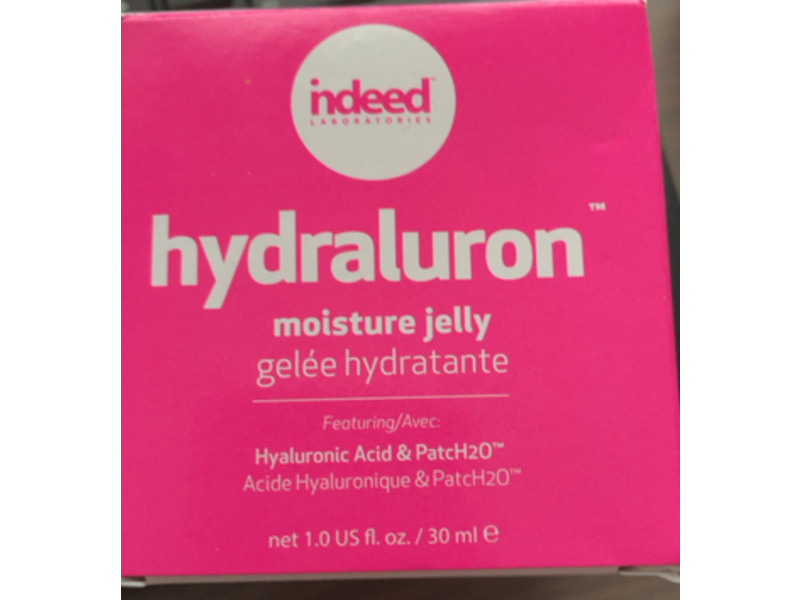 indeed™
LABORATORIES
hydraluron™
moisture jelly
gelée hydratante
Featuring/Avec:
Hyaluronic Acid & PatcH2O™
Acide Hyaluronique & PatcH2O™
net 1.0 US fl. oz. / 30 ml ℮